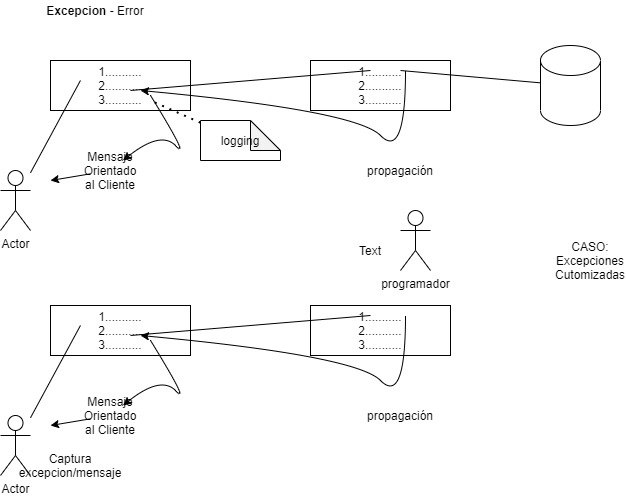 Excepcion - Error
1..........
2..........
3..........
1..........
2..........
3..........
logging
Mensaje
Orientado
al Cliente
propagación
Actor
Text
programador
CASO:
Excepciones
Cutomizadas
1..........
2..........
3..........
1..........
2..........
3..........
Mensaje
Orientado
al Cliente
propagación
Captura
excepcion/mensaje
Actor